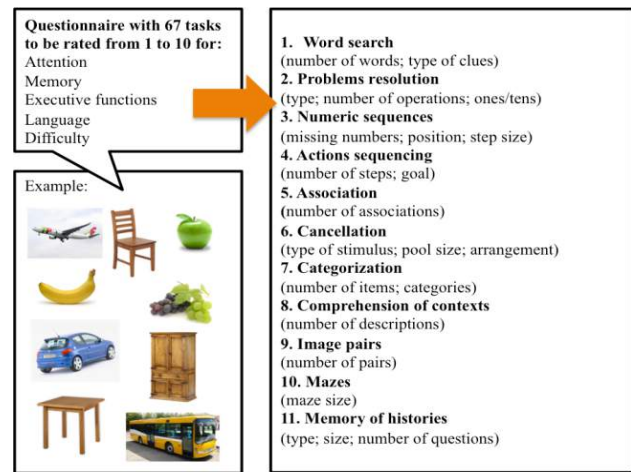 Questionnaire with 67 tasks
to be rated from 1 to 10 for:
Attention
Memory
Executive functions
Language
Difficulty
Example:
1. Word search
(number of words; type of clues)
2. Problems resolution
(type; number of operations; ones/tens)
3. Numeric sequences
(missing numbers; position; step size)
4. Actions sequencing
(number of steps; goal)
5. Association
(number of associations)
6. Cancellation
(type of stimulus; pool size; arrangement)
7. Categorization
(number of items; categories)
8. Comprehension of contexts
(number of descriptions)
9. Image pairs
(number of pairs)
10. Mazes
(maze size)
11. Memory of histories
(type; size; number of questions)